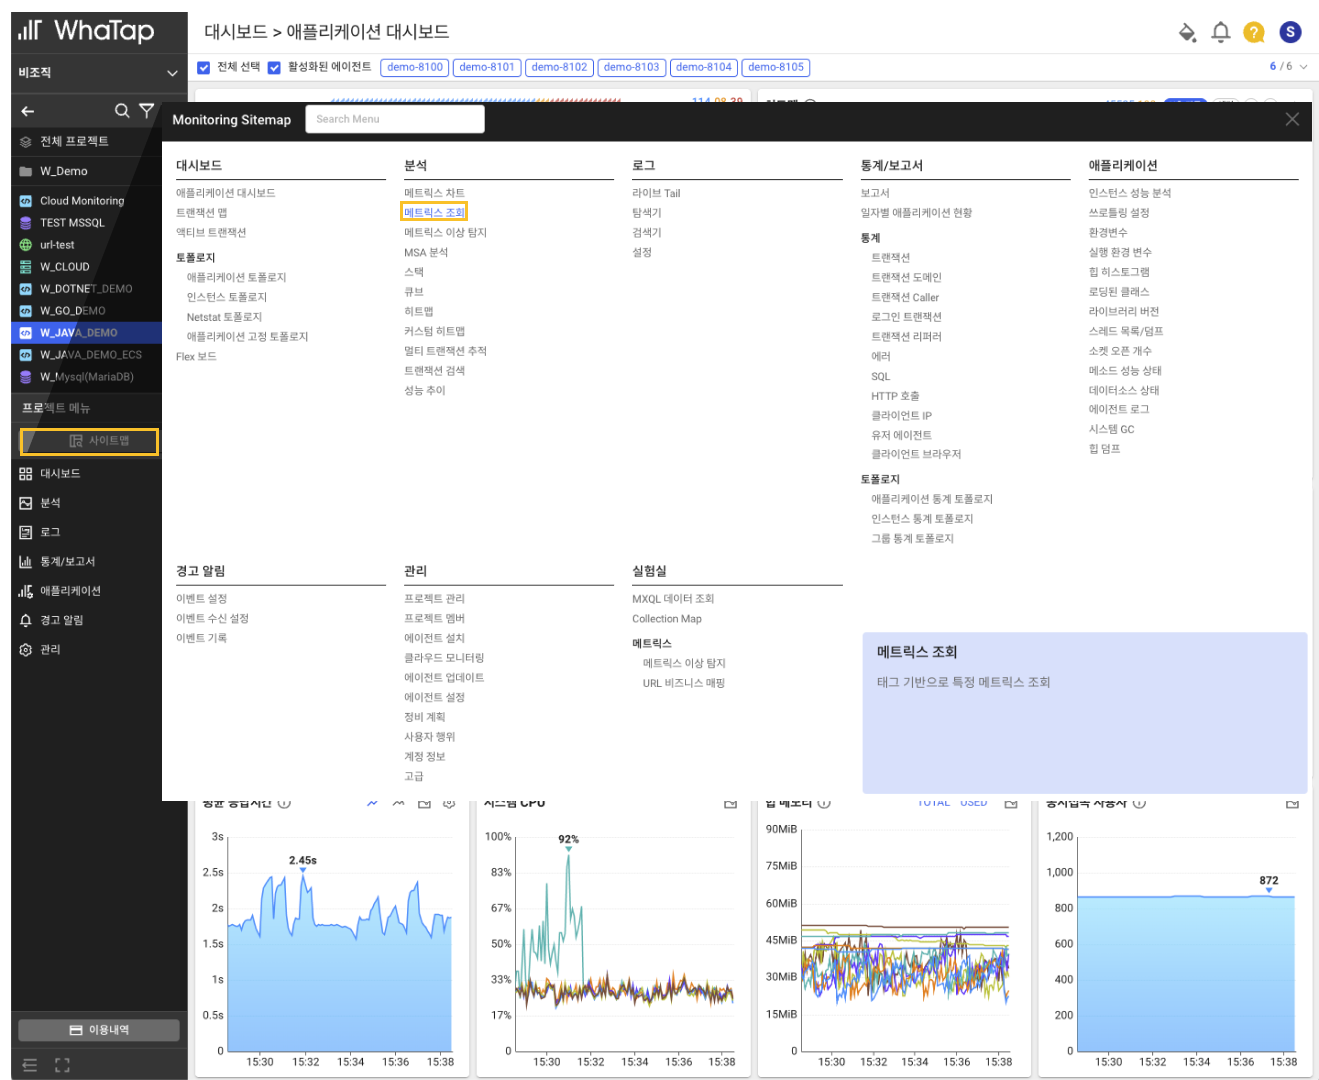 WhaTap
대시보드 > 애플리케이션 대시보드
?
S
비조직
전체 선택
활성화된 에이전트
demo-8100
demo-8101
demo-8102
demo-8103
demo-8104
demo-8105
6 / 6
전체 프로젝트
W_Demo
Cloud Monitoring
TEST MSSQL
url-test
W_CLOUD
W_DOTNET_DEMO
W_GO_DEMO
W_JAVA_DEMO
W_JAVA_DEMO_ECS
W_Mysql(MariaDB)
프로젝트 메뉴
사이트맵
대시보드
분석
로그
통계/보고서
애플리케이션
경고 알림
관리
이용내역
Monitoring Sitemap
Search Menu
대시보드
애플리케이션 대시보드
트랜잭션 맵
액티브 트랜잭션
토폴로지
애플리케이션 토폴로지
인스턴스 토폴로지
Netstat 토폴로지
애플리케이션 고정 토폴로지
Flex 보드
분석
메트릭스 차트
메트릭스 조회
메트릭스 이상 탐지
MSA 분석
스택
큐브
히트맵
커스텀 히트맵
멀티 트랜잭션 추적
트랜잭션 검색
성능 추이
로그
라이브 Tail
탐색기
검색기
설정
통계/보고서
보고서
일자별 애플리케이션 현황
통계
트랜잭션
트랜잭션 도메인
트랜잭션 Caller
로그인 트랜잭션
트랜잭션 리퍼러
에러
SQL
HTTP 호출
클라이언트 IP
유저 에이전트
클라이언트 브라우저
토폴로지
애플리케이션 통계 토폴로지
인스턴스 통계 토폴로지
그룹 통계 토폴로지
애플리케이션
인스턴스 성능 분석
쓰로틀링 설정
환경변수
실행 환경 변수
힙 히스토그램
로딩된 클래스
라이브러리 버전
스레드 목록/덤프
소켓 오픈 개수
메소드 성능 상태
데이터소스 상태
에이전트 로그
시스템 GC
힙 덤프
경고 알림
이벤트 설정
이벤트 수신 설정
이벤트 기록
관리
프로젝트 관리
프로젝트 멤버
에이전트 설치
클라우드 모니터링
에이전트 업데이트
에이전트 설정
정비 계획
사용자 행위
계정 정보
고급
실험실
MXQL 데이터 조회
Collection Map
메트릭스
메트릭스 이상 탐지
URL 비즈니스 매핑
메트릭스 조회
태그 기반으로 특정 메트릭스 조회
평균 응답시간
3s
2.5s
2s
1.5s
1s
0.5s
0
2.45s
15:30 15:32 15:34 15:36 15:38
시스템 CPU
100%
83%
67%
50%
33%
17%
0
92%
15:30 15:32 15:34 15:36 15:38
힙 메모리
TOTAL USED
90MiB
75MiB
60MiB
45MiB
30MiB
15MiB
0
15:30 15:32 15:34 15:36 15:38
동시접속 사용자
1,200
1,000
800
600
400
200
0
872
15:30 15:32 15:34 15:36 15:38